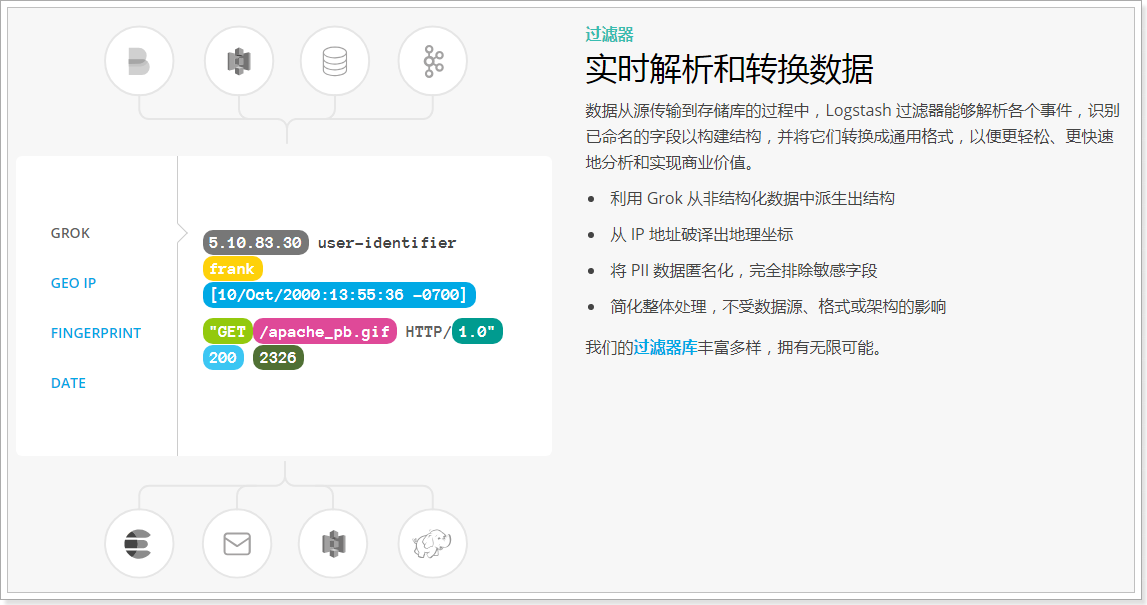 GROK
GEO IP
FINGERPRINT
DATE
5.10.83.30 user-identifier
frank
[10/Oct/2000:13:55:36 -0700]
"GET /apache_pb.gif HTTP/1.0"
200 2326
过滤器
实时解析和转换数据
数据从源传输到存储库的过程中，Logstash 过滤器能够解析各个事件，识别
已命名的字段以构建结构，并将它们转换成通用格式，以便更轻松、更快速
地分析和实现商业价值。
• 利用 Grok 从非结构化数据中派生出结构
• 从 IP 地址破译出地理坐标
• 将 PII 数据匿名化，完全排除敏感字段
• 简化整体处理，不受数据源、格式或架构的影响
我们的过滤器库丰富多样，拥有无限可能。